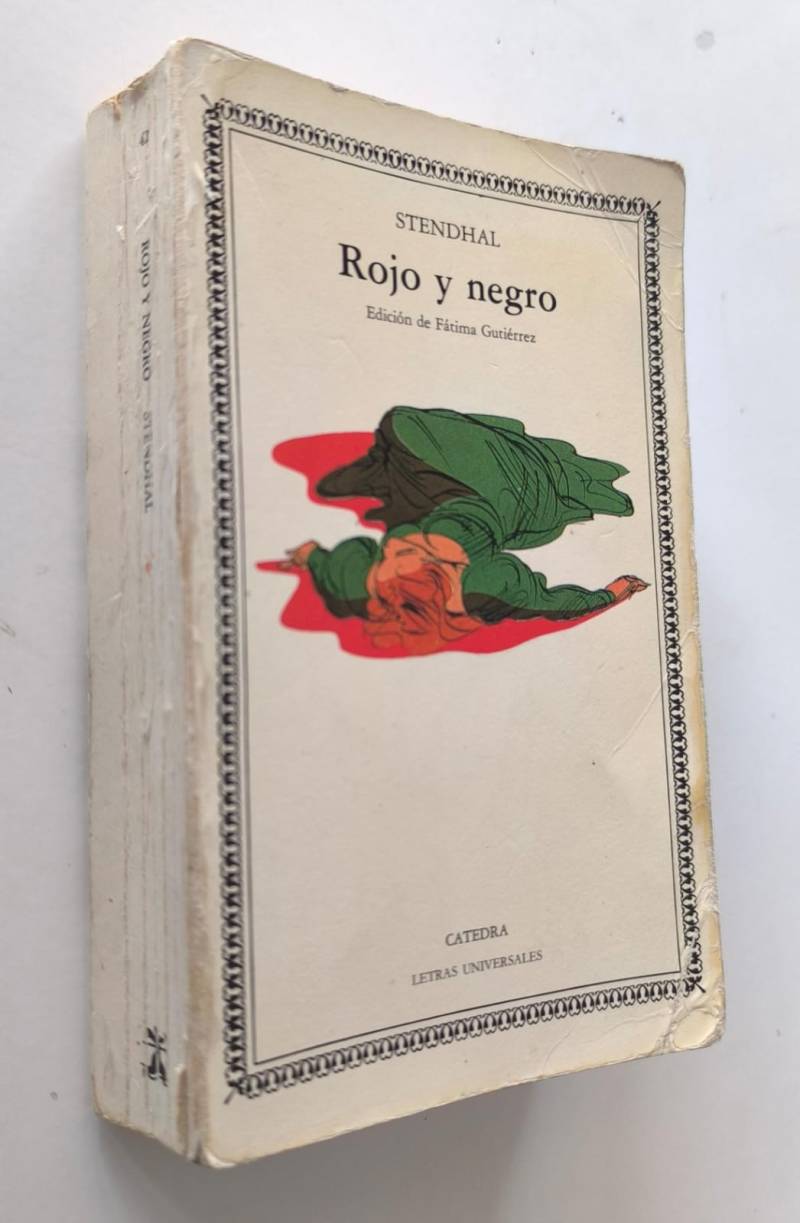 STENDHAL
Rojo y negro
Edición de Fátima Gutiérrez
CATEDRA
LETRAS UNIVERSALES
ROJO Y NEGRO STENDHAL